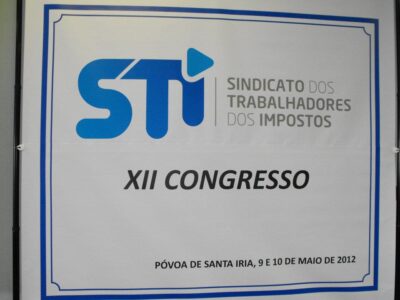 STI
SINDICATO DOS
TRABALHADORES
DOS IMPOSTOS
XII CONGRESSO
PÓVOA DE SANTA IRIA, 9 E 10 DE MAIO DE 2012